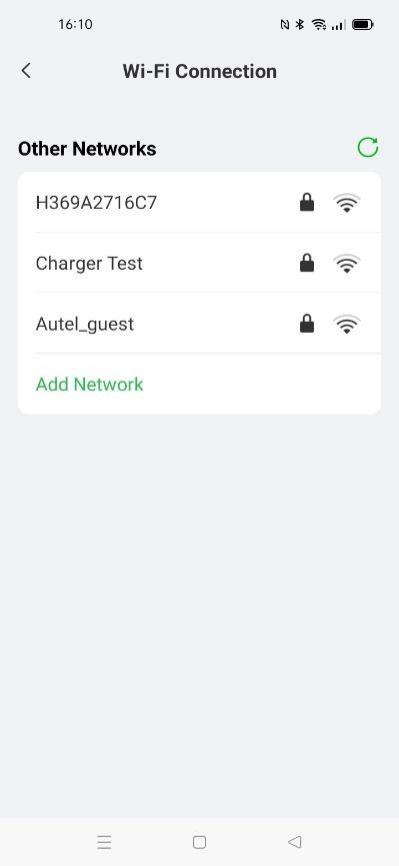 16:10
Wi-Fi Connection
Other Networks
H369A2716C7
Charger Test
Autel_guest
Add Network